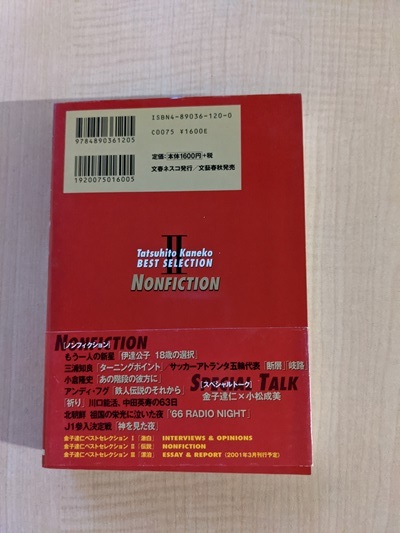 ISBN4-89036-120-0
C0075 ¥1600E
9784890361205
定価:本体1600円+税
文春ネスコ発行/文藝春秋発売
1920075016005
II
Tatsuhito Kaneko
BEST SELECTION
NONFICTION
NONFICTION
[ノンフィクション]
もう一人の新星「伊達公子 18歳の選択」
三浦知良「ターニングポイント」 サッカーアトランタ五輪代表「断層」「岐路」
小倉隆史「あの階段の彼方に」
SPECIAL TALK
[スペシャルトーク]
アンディ・フグ「鉄人伝説のそれから」
金子達仁×小松成美
「祈り」川口能活、中田英寿の63日
北朝鮮 祖国の栄光に泣いた夜「'66 RADIO NIGHT」
J1参入決定戦「神を見た夜」
金子達仁ベストセレクション I 「激白」 INTERVIEWS & OPINIONS
金子達仁ベストセレクション II 「伝説」 NONFICTION
金子達仁ベストセレクション III 「漂泊」 ESSAY & REPORT (2001年3月刊行予定)